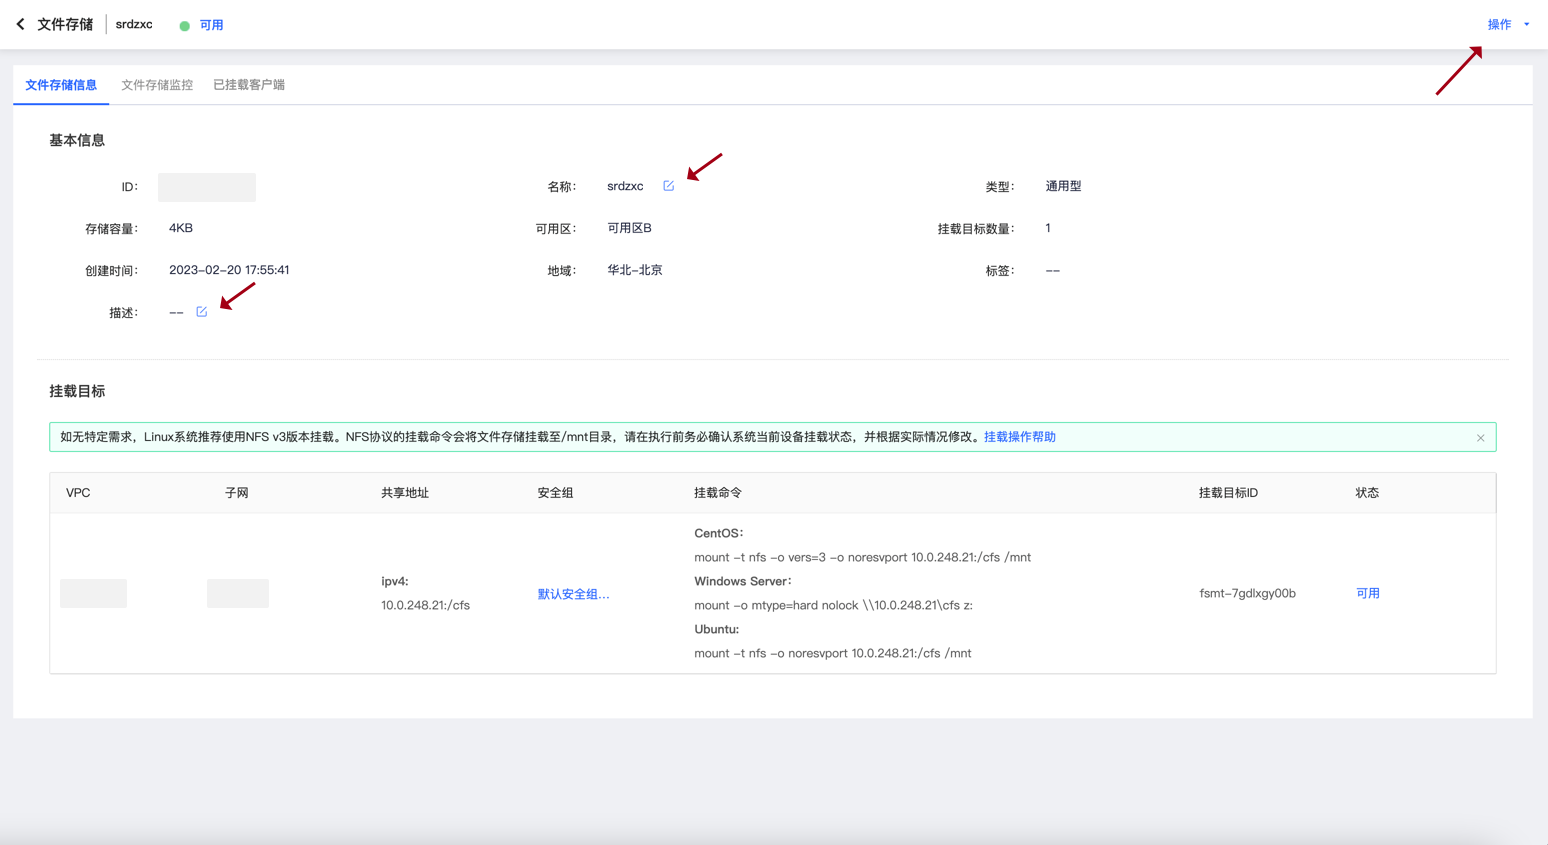 文件存储 srdzxc 可用 操作
文件存储信息 文件存储监控 已挂载客户端
基本信息
ID： 名称： srdzxc 类型： 通用型
存储容量： 4KB 可用区： 可用区B 挂载目标数量： 1
创建时间： 2023-02-20 17:55:41 地域： 华北-北京 标签： --
描述： --
挂载目标
如无特定需求，Linux系统推荐使用NFS v3版本挂载。NFS协议的挂载命令会将文件存储挂载至/mnt目录，请在执行前务必确认系统当前设备挂载状态，并根据实际情况修改。挂载操作帮助
VPC 子网 共享地址 安全组 挂载命令 挂载目标ID 状态
CentOS：
mount -t nfs -o vers=3 -o noresvport 10.0.248.21:/cfs /mnt
ipv4: Windows Server：
默认安全组... fsmt-7gdlxgy00b 可用
10.0.248.21:/cfs mount -o mtype=hard nolock \\10.0.248.21\cfs z:
Ubuntu:
mount -t nfs -o noresvport 10.0.248.21:/cfs /mnt